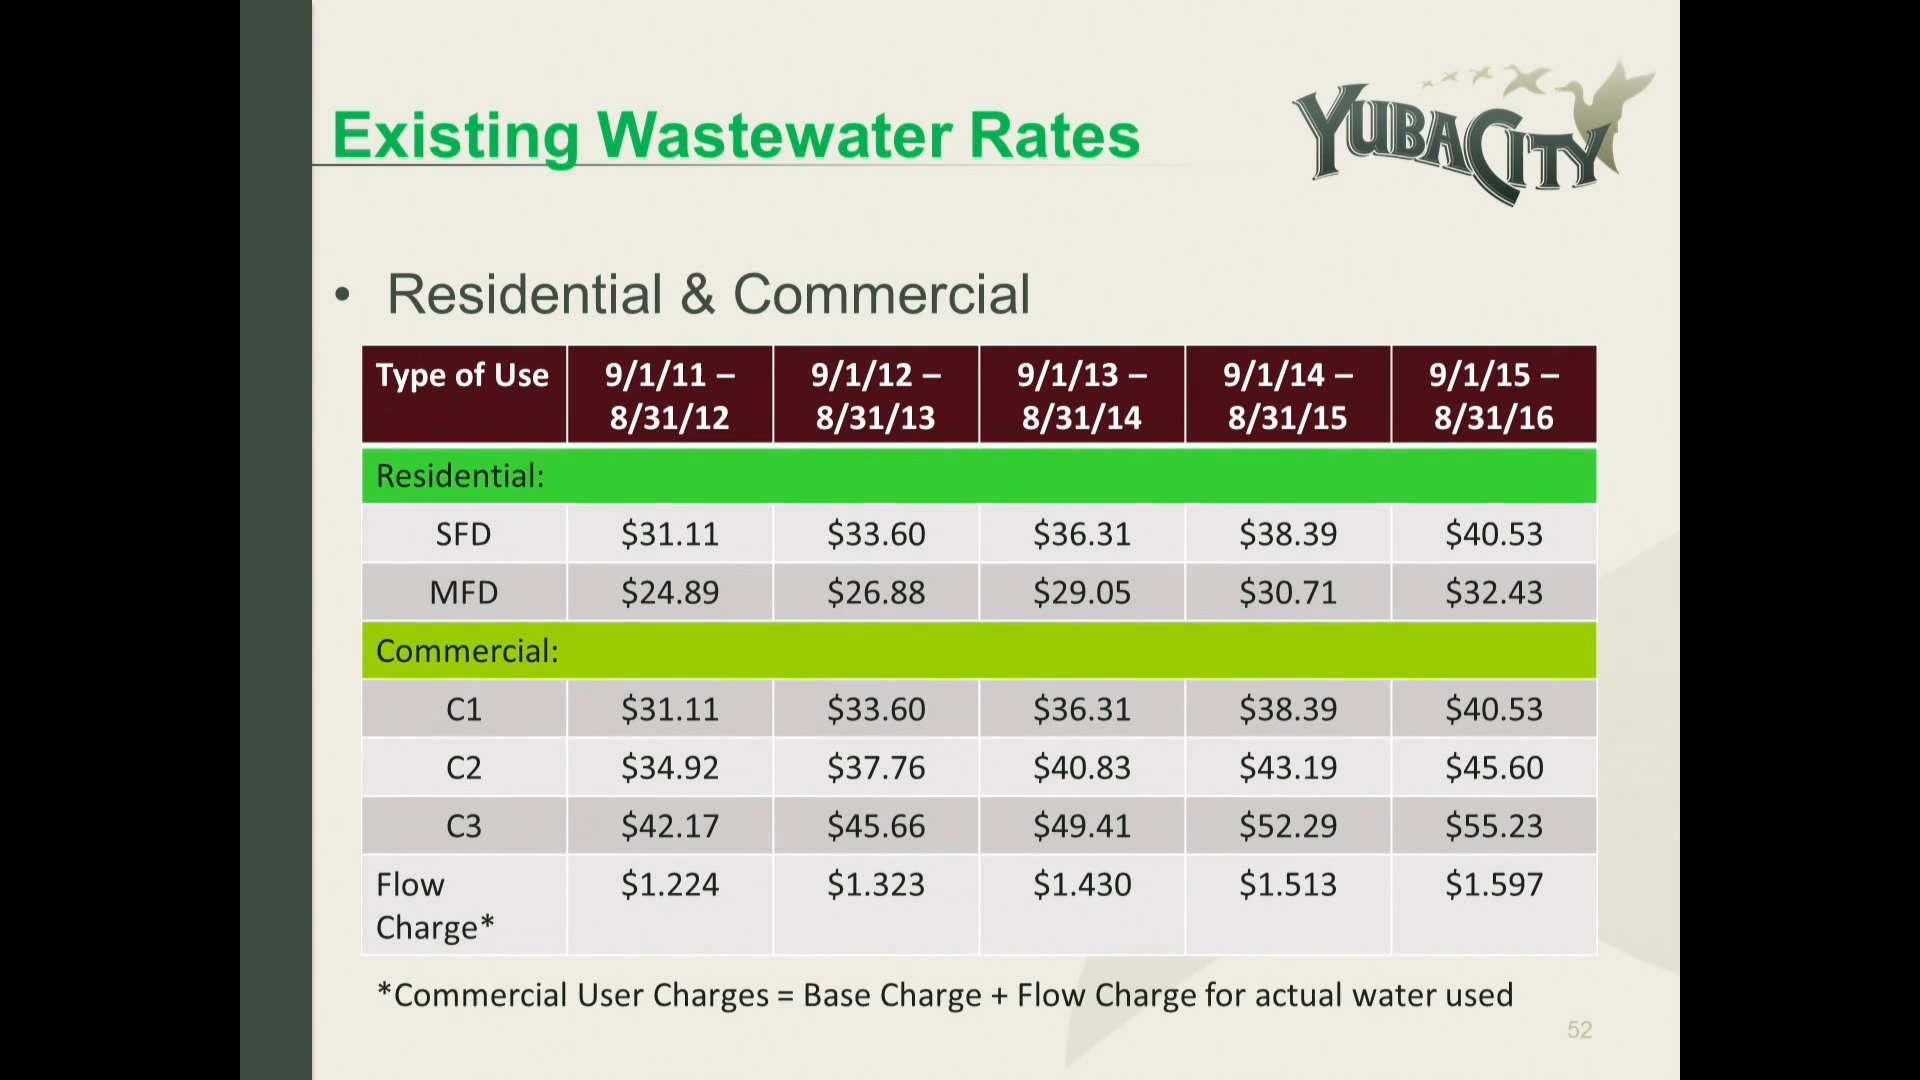 Existing Wastewater Rates
YUBA CITY
• Residential & Commercial
Type of Use 9/1/11 – 9/1/12 – 9/1/13 – 9/1/14 – 9/1/15 –
8/31/12 8/31/13 8/31/14 8/31/15 8/31/16
Residential:
SFD $31.11 $33.60 $36.31 $38.39 $40.53
MFD $24.89 $26.88 $29.05 $30.71 $32.43
Commercial:
C1 $31.11 $33.60 $36.31 $38.39 $40.53
C2 $34.92 $37.76 $40.83 $43.19 $45.60
C3 $42.17 $45.66 $49.41 $52.29 $55.23
Flow $1.224 $1.323 $1.430 $1.513 $1.597
Charge*
*Commercial User Charges = Base Charge + Flow Charge for actual water used
52